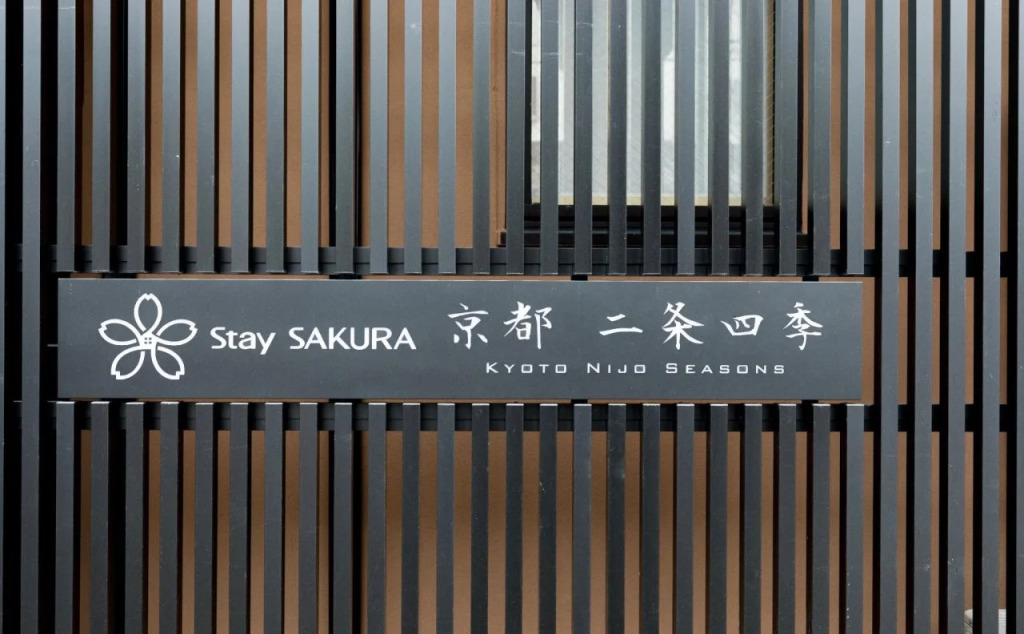 Stay SAKURA 京都 二条四季
KYOTO NIJO SEASONS